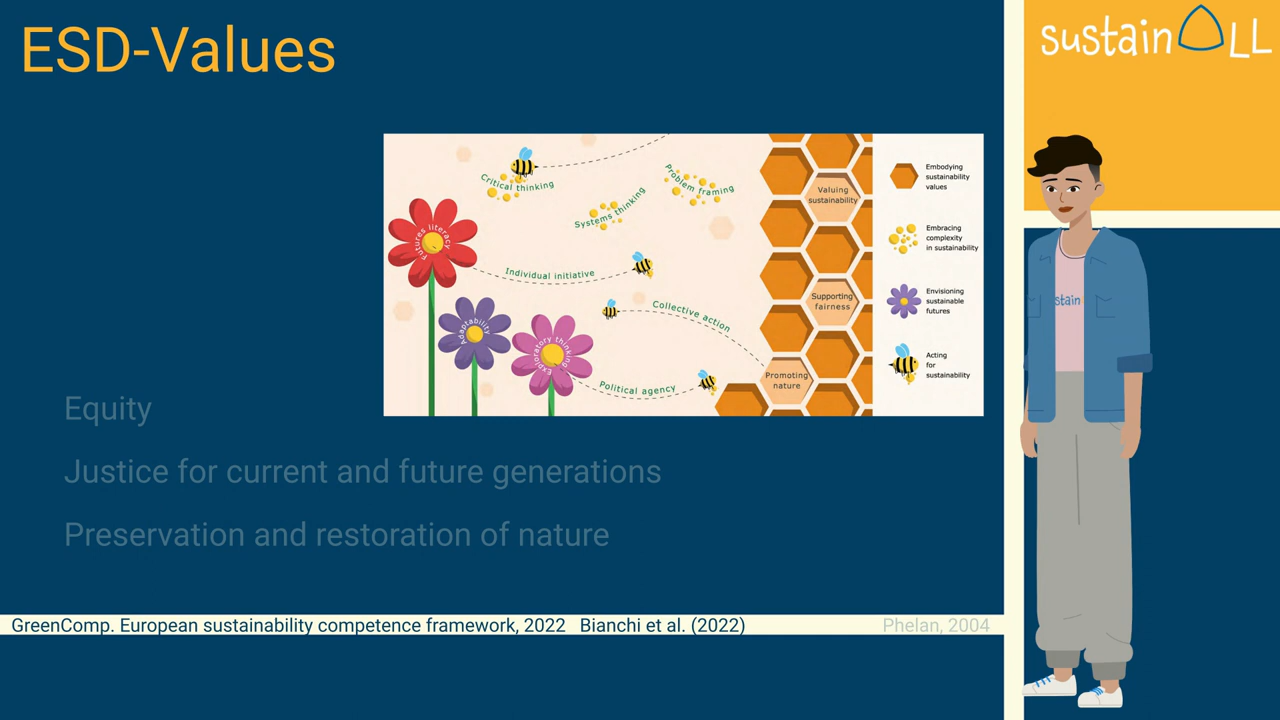 ESD-Values
sustainALL
Critical thinking
Problem framing
Systems thinking
Futures literacy
Individual initiative
Adaptability
Collective action
Exploratory thinking
Political agency
Valuing
sustainability
Supporting
fairness
Promoting
nature
Embodying
sustainability
values
Embracing
complexity
in sustainability
Envisioning
sustainable
futures
Acting
for
sustainability
stain
Equity
Justice for current and future generations
Preservation and restoration of nature
GreenComp. European sustainability competence framework, 2022 Bianchi et al. (2022)
Phelan, 2004